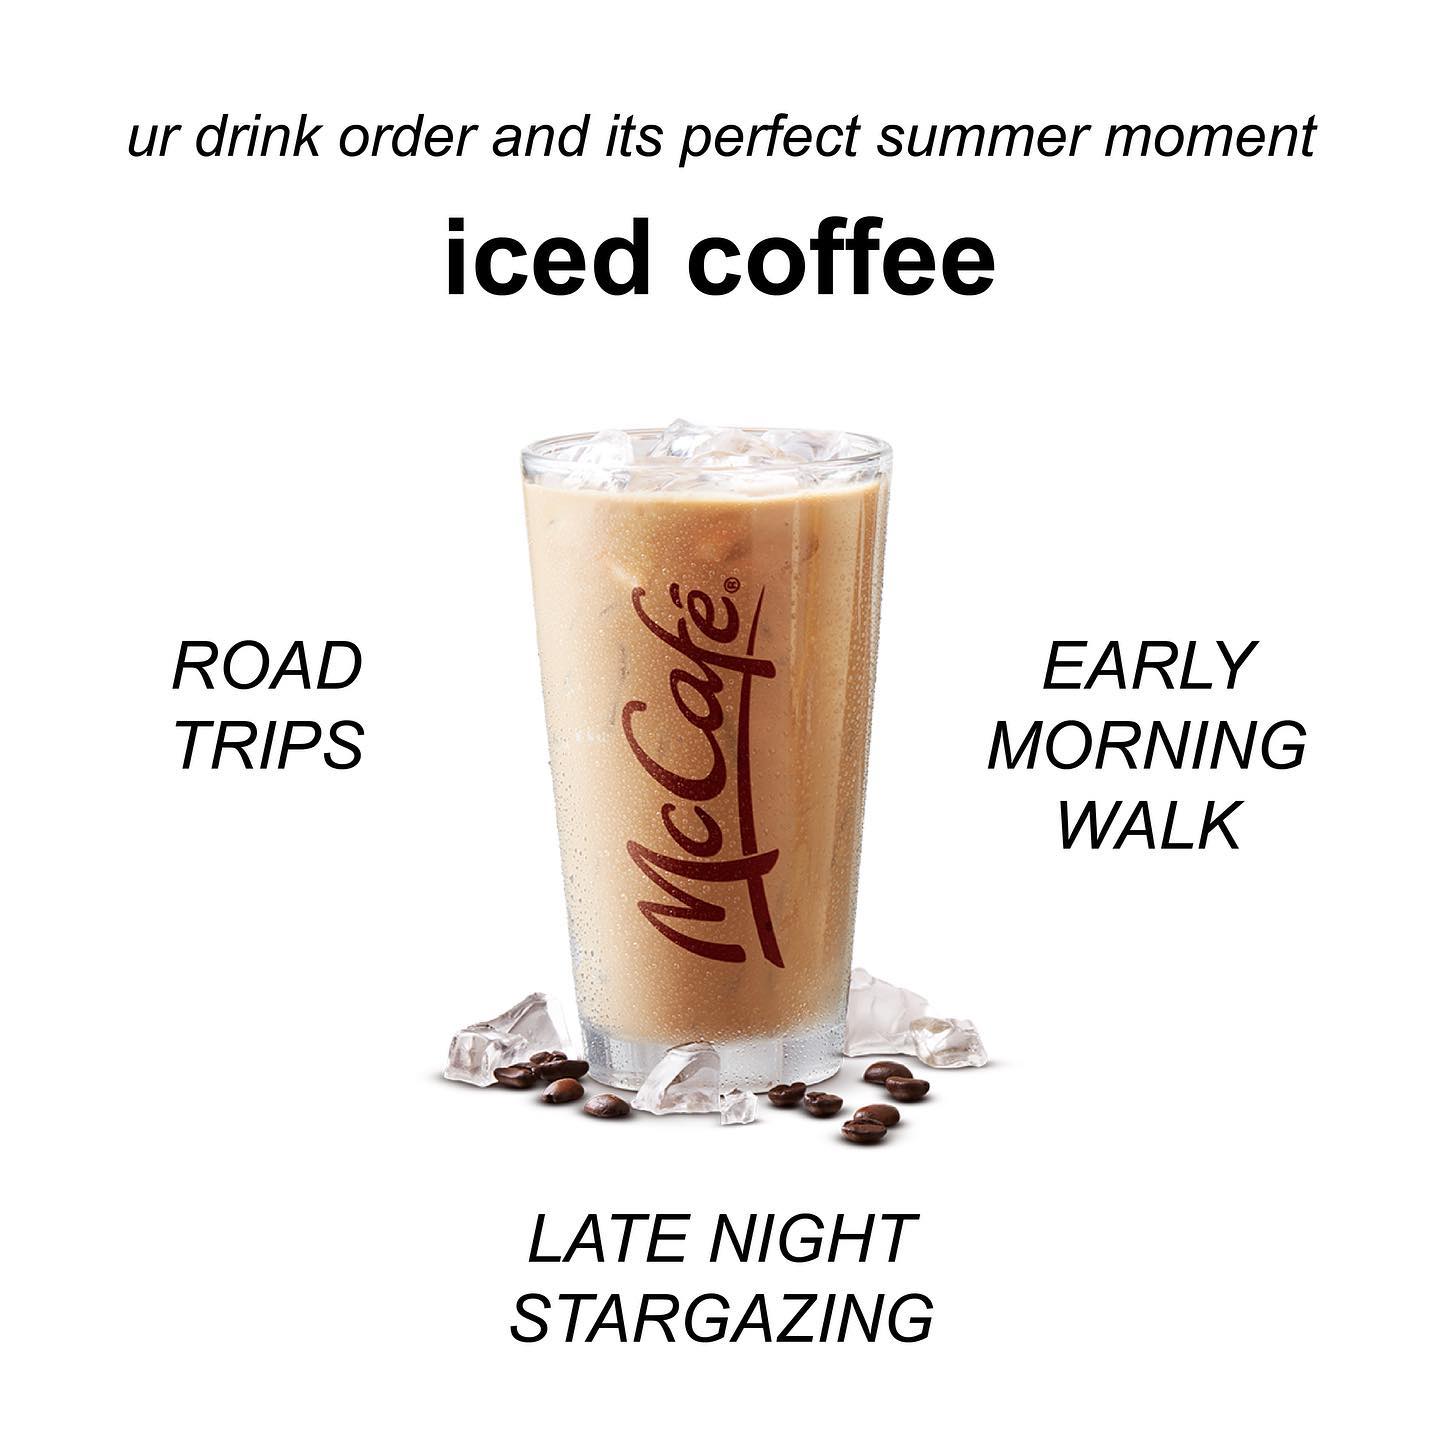 ur drink order and its perfect summer moment
iced coffee
McCafé®
ROAD
TRIPS
EARLY
MORNING
WALK
LATE NIGHT
STARGAZING